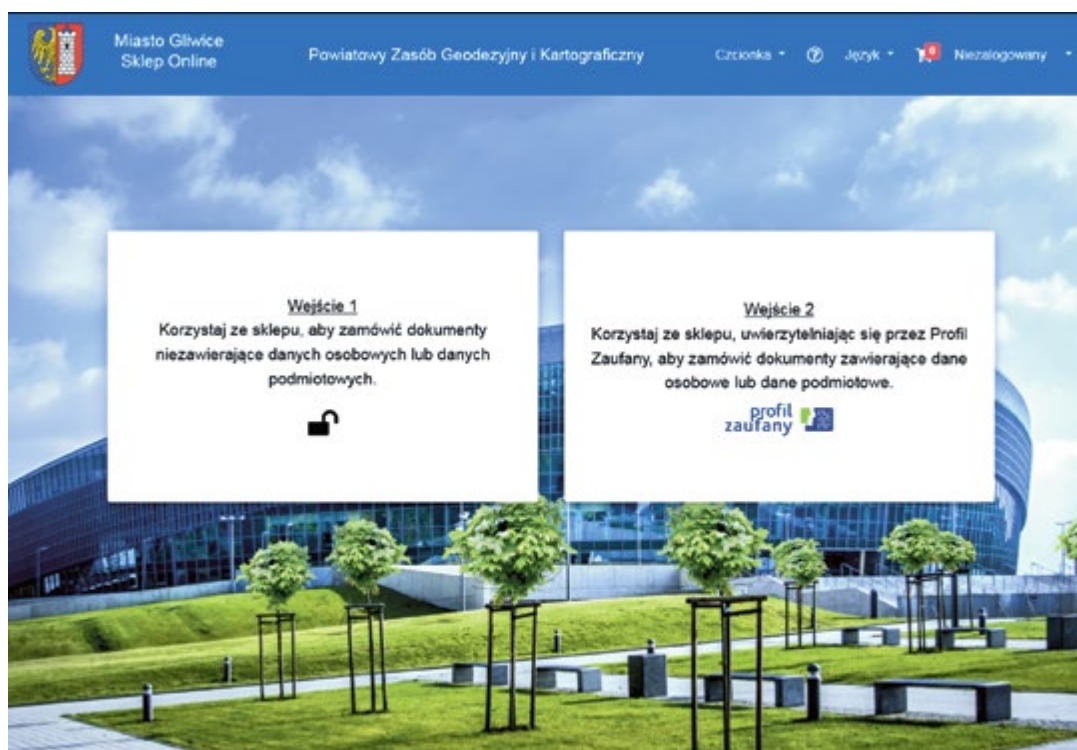 Miasto Gliwice
Sklep Online
Powiatowy Zasób Geodezyjny i Kartograficzny
Czcionka
Język
0
Niezalogowany
Wejście 1
Korzystaj ze sklepu, aby zamówić dokumenty
niezawierające danych osobowych lub danych
podmiotowych.
Wejście 2
Korzystaj ze sklepu, uwierzytelniając się przez Profil
Zaufany, aby zamówić dokumenty zawierające dane
osobowe lub dane podmiotowe.
profil
zaufany